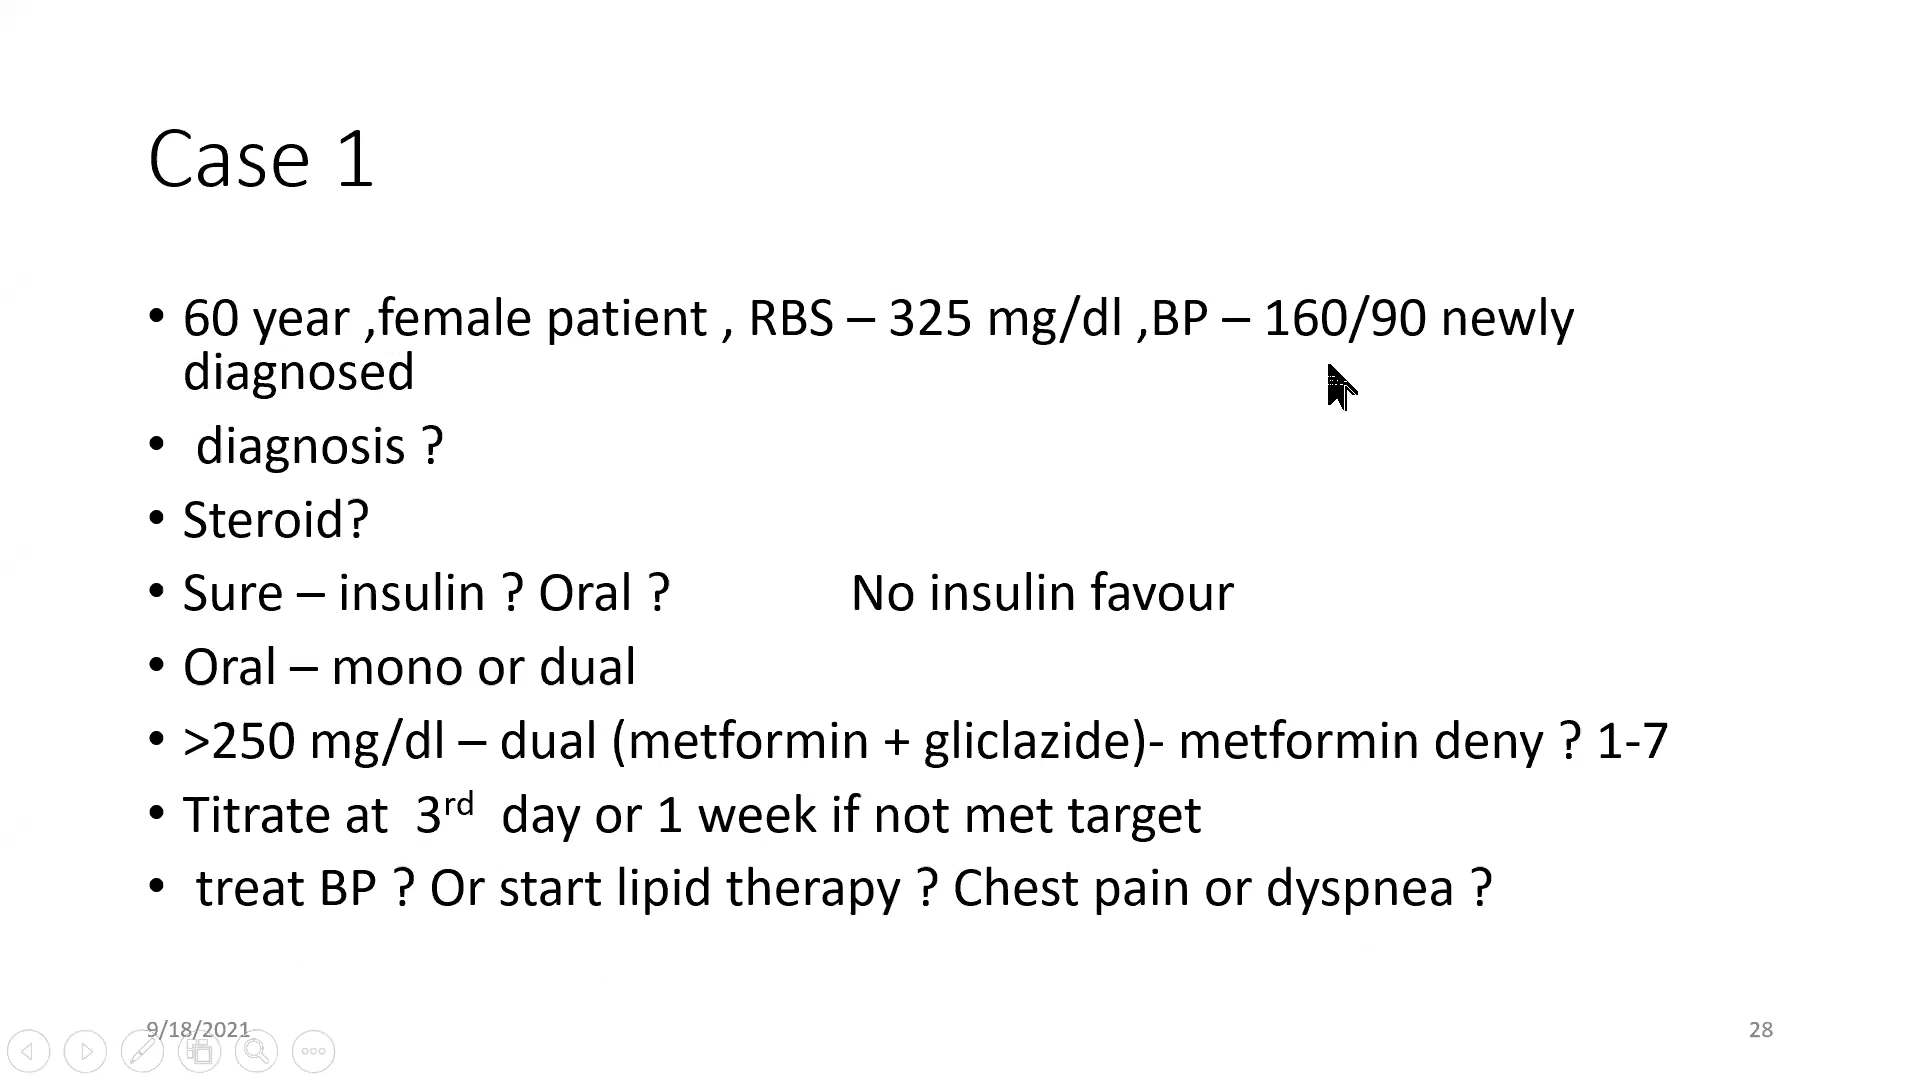 Case 1
• 60 year ,female patient , RBS – 325 mg/dl ,BP – 160/90 newly
diagnosed
• diagnosis ?
• Steroid?
• Sure – insulin ? Oral ? No insulin favour
• Oral – mono or dual
• >250 mg/dl – dual (metformin + gliclazide)- metformin deny ? 1-7
• Titrate at 3rd day or 1 week if not met target
• treat BP ? Or start lipid therapy ? Chest pain or dyspnea ?
9/18/2021
28